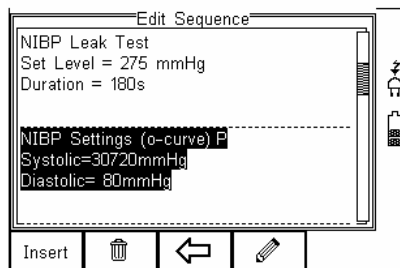 Edit Sequence
NIBP Leak Test
Set Level = 275 mmHg
Duration = 180s
NIBP Settings (o-curve) P
Systolic=30720mmHg
Diastolic= 80mmHg
Insert